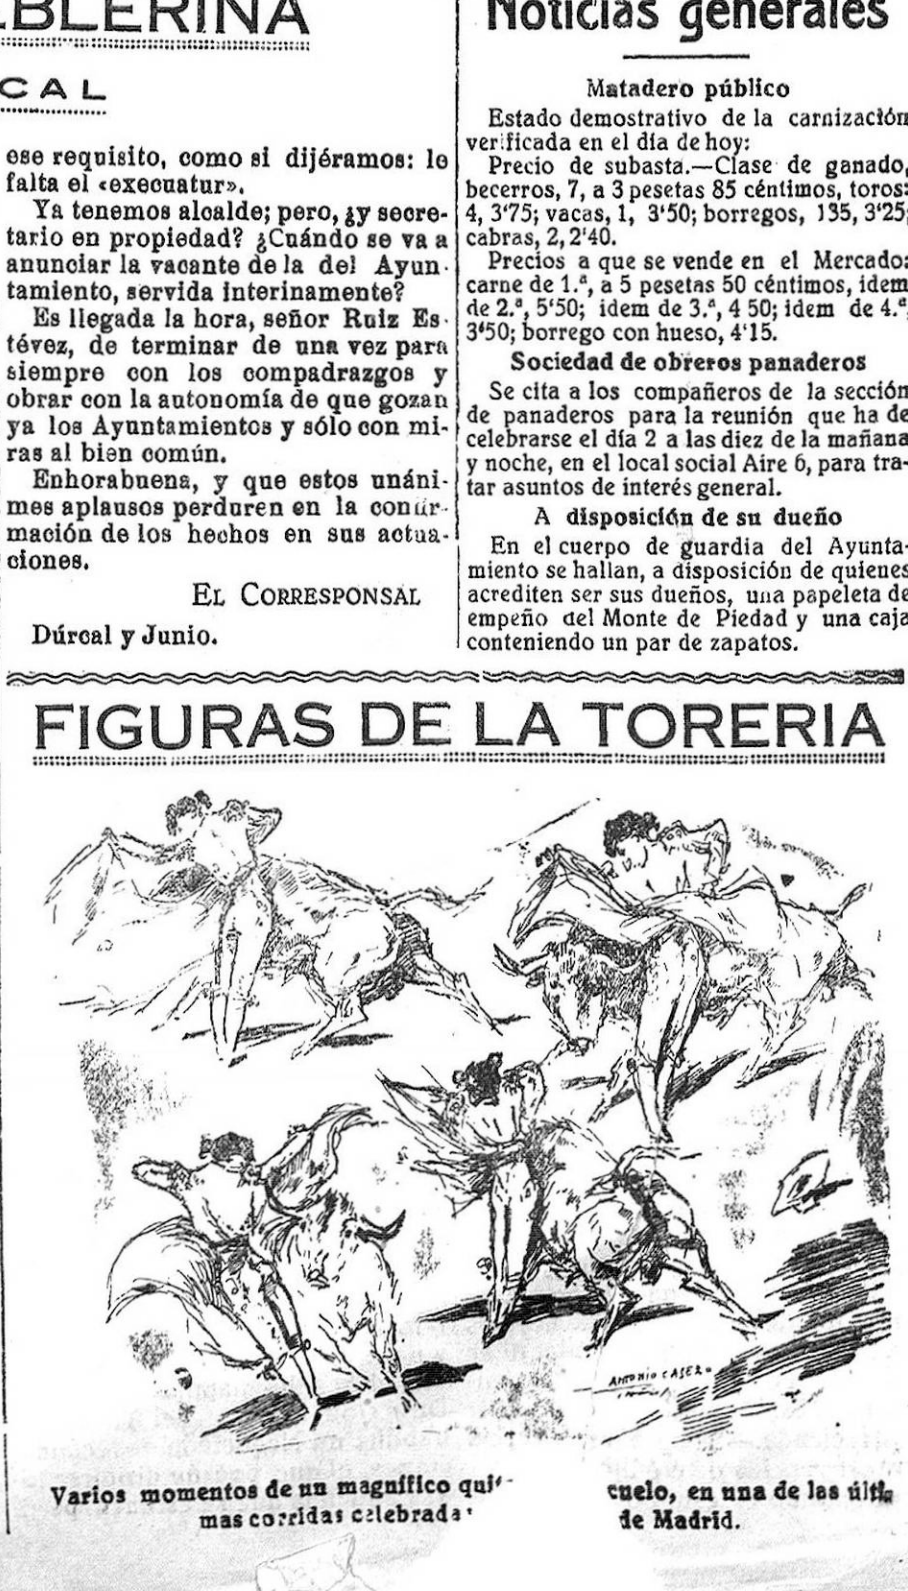 BLERINA
CAL
ese requisito, como si dijéramos: le
falta el «execuatur».
Ya tenemos alcalde; pero, ¿y secre-
tario en propiedad? ¿Cuándo se va a
anunciar la vacante de la del Ayun-
tamiento, servida interinamente?
Es llegada la hora, señor Ruiz Es-
tévez, de terminar de una vez para
siempre con los compadrazgos y
obrar con la autonomía de que gozan
ya los Ayuntamientos y sólo con mi-
ras al bien común.
Enhorabuena, y que estos unáni-
mes aplausos perduren en la confir-
mación de los hechos en sus actua-
ciones.
EL CORRESPONSAL
Dúrcal y Junio.
Noticias generales
Matadero público
Estado demostrativo de la carnización
verificada en el día de hoy:
Precio de subasta.—Clase de ganado,
becerros, 7, a 3 pesetas 85 céntimos, toros:
4, 3'75; vacas, 1, 3'50; borregos, 135, 3'25;
cabras, 2, 2'40.
Precios a que se vende en el Mercado:
carne de 1.ª, a 5 pesetas 50 céntimos, idem
de 2.ª, 5'50; idem de 3.ª, 4 50; idem de 4.ª,
3'50; borrego con hueso, 4'15.
Sociedad de obreros panaderos
Se cita a los compañeros de la sección
de panaderos para la reunión que ha de
celebrarse el día 2 a las diez de la mañana
y noche, en el local social Aire 6, para tra-
tar asuntos de interés general.
A disposición de su dueño
En el cuerpo de guardia del Ayunta-
miento se hallan, a disposición de quienes
acrediten ser sus dueños, una papeleta de
empeño del Monte de Piedad y una caja
conteniendo un par de zapatos.
FIGURAS DE LA TORERIA
ANTONIO CASERO
Varios momentos de un magnífico qui cuelo, en una de las últi-
mas corridas celebrada de Madrid.